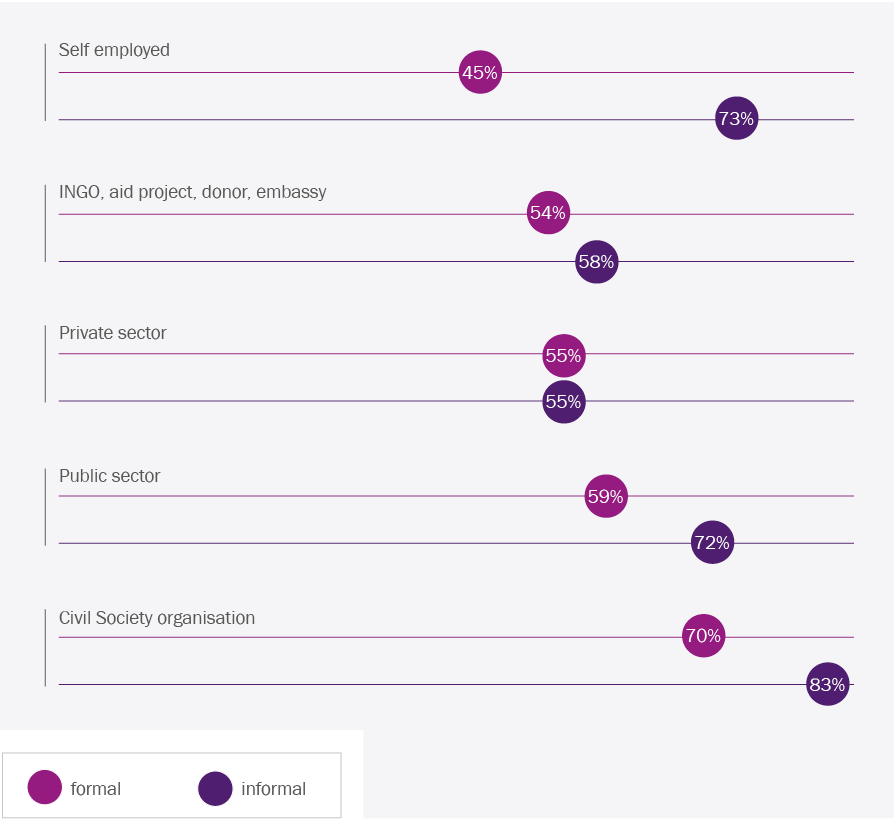 Self employed
45%
73%
INGO, aid project, donor, embassy
54%
58%
Private sector
55%
55%
Public sector
59%
72%
Civil Society organisation
70%
83%
formal
informal